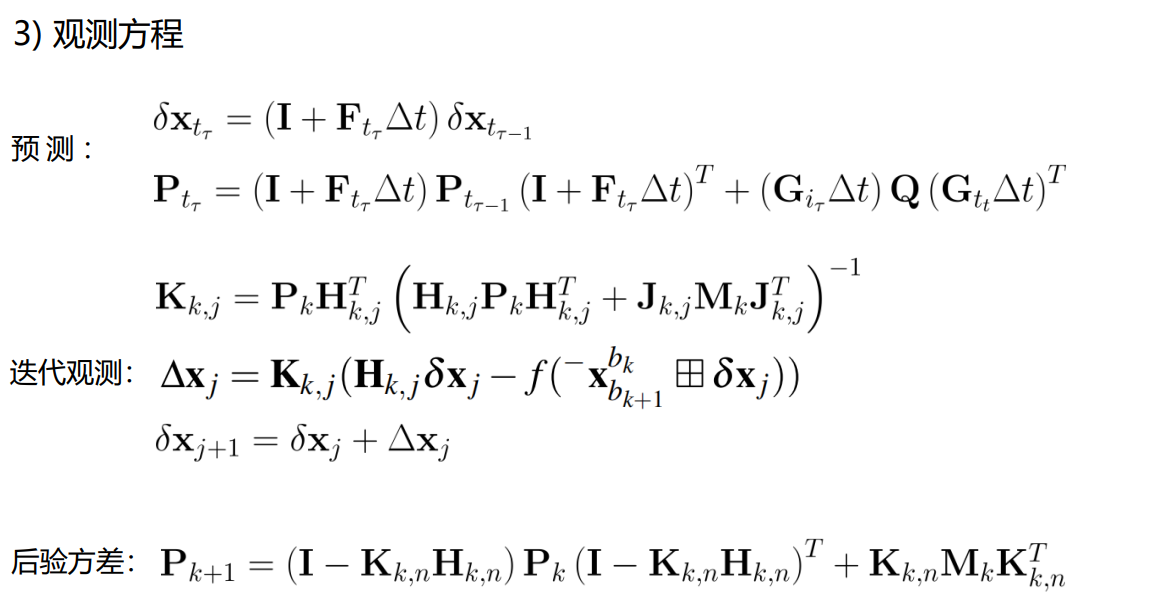 3) 观测方程
δx_{t_τ} = (I + F_{t_τ}Δt) δx_{t_{τ−1}}
预 测：
P_{t_τ} = (I + F_{t_τ}Δt) P_{t_{τ−1}} (I + F_{t_τ}Δt)^T + (G_{i_τ}Δt) Q (G_{t_t}Δt)^T
K_{k,j} = P_k H_{k,j}^T (H_{k,j} P_k H_{k,j}^T + J_{k,j} M_k J_{k,j}^T)^{−1}
迭代观测： Δx_j = K_{k,j}(H_{k,j}δx_j − f(^−x_{b_{k+1}}^{b_k} ⊞ δx_j))
δx_{j+1} = δx_j + Δx_j
后验方差： P_{k+1} = (I − K_{k,n}H_{k,n}) P_k (I − K_{k,n}H_{k,n})^T + K_{k,n}M_k K_{k,n}^T